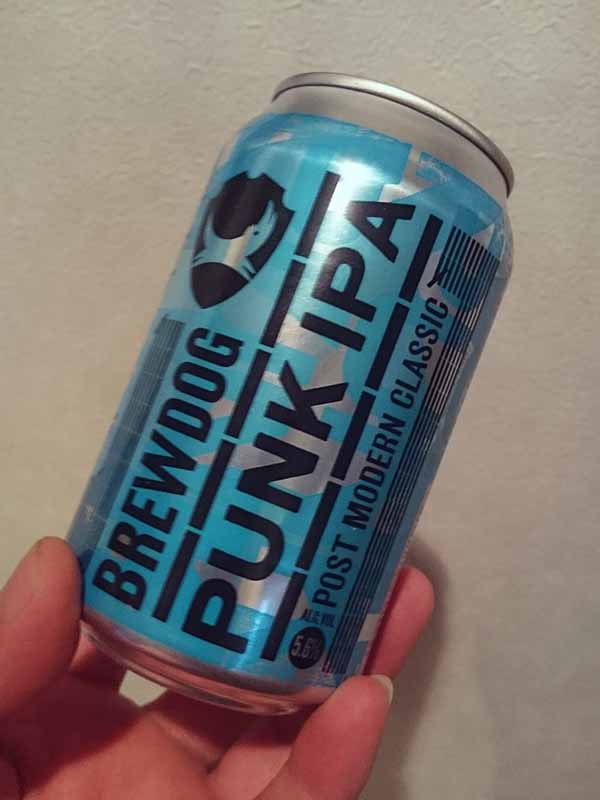 BREWDOG
PUNK IPA
POST MODERN CLASSIC
ALC. VOL
5.6%